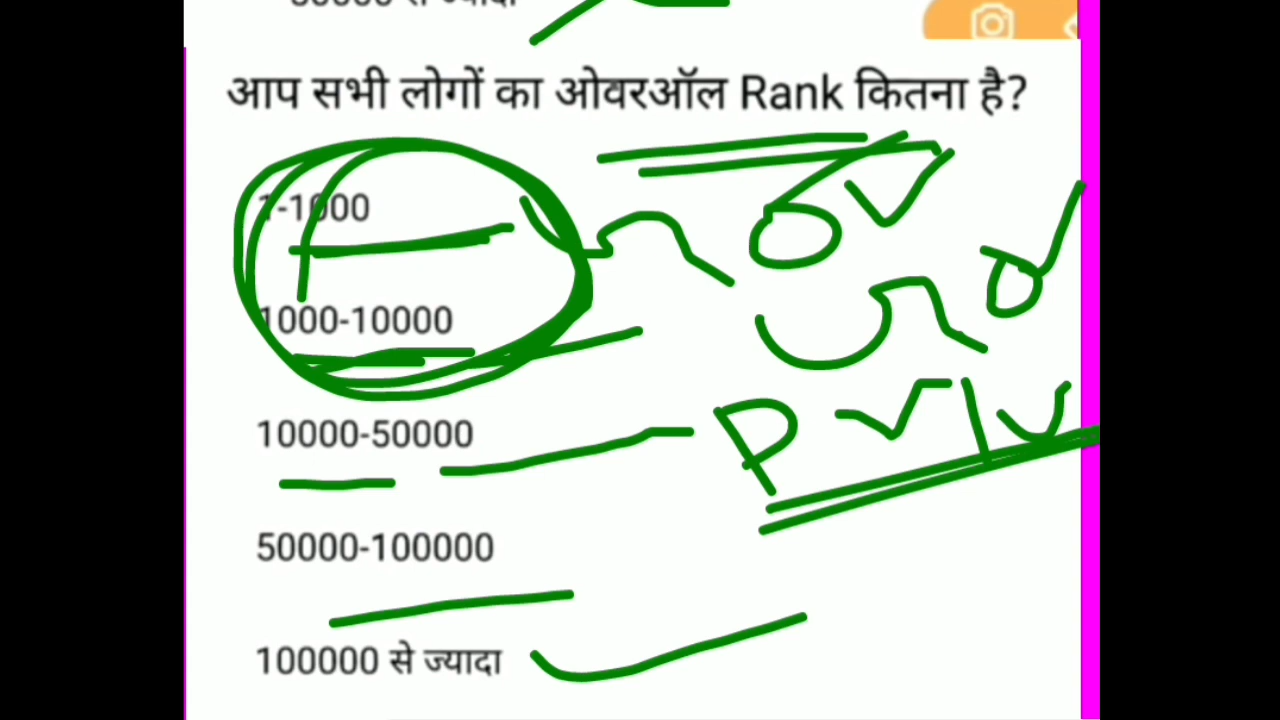 आप सभी लोगों का ओवरऑल Rank कितना है?
1-1000
1000-10000
10000-50000
50000-100000
100000 से ज्यादा